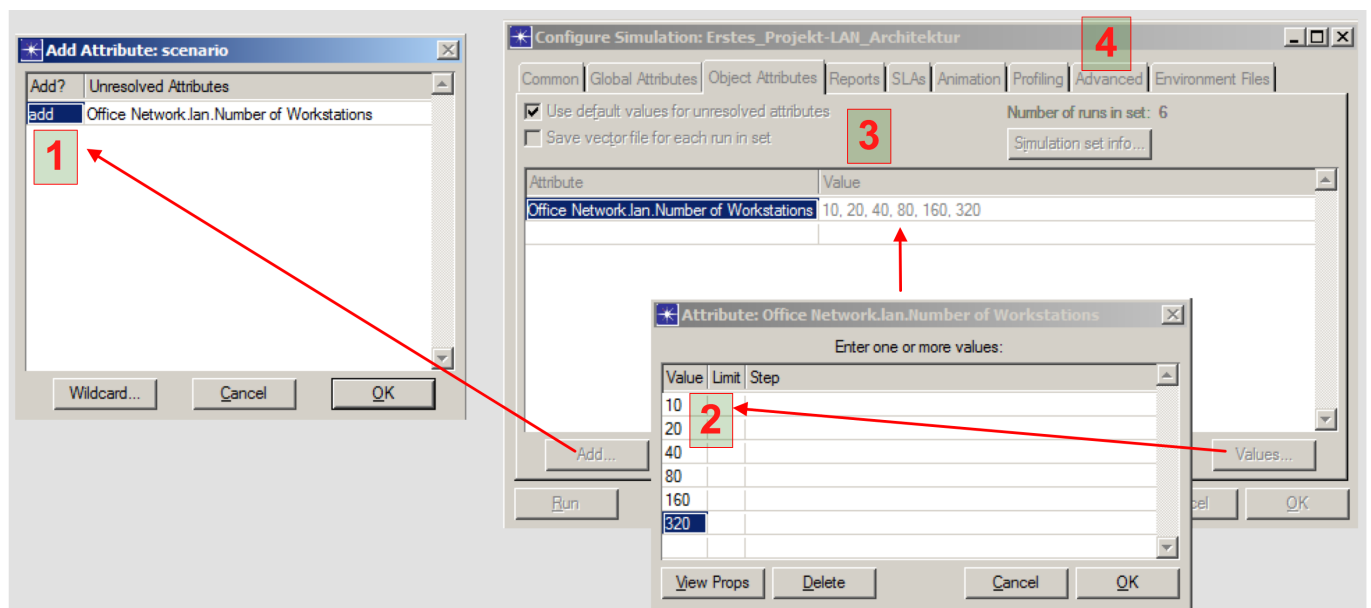 Add Attribute: scenario
Add? Unresolved Attributes
add Office Network.lan.Number of Workstations
1
Wildcard... Cancel OK
Configure Simulation: Erstes_Projekt-LAN_Architektur
4
Common Global Attributes Object Attributes Reports SLAs Animation Profiling Advanced Environment Files
Use default values for unresolved attributes Number of runs in set: 6
Save vector file for each run in set Simulation set info...
3
Attribute Value
Office Network.lan.Number of Workstations 10, 20, 40, 80, 160, 320
Add... Values...
Run cel OK
Attribute: Office Network.lan.Number of Workstations
Enter one or more values:
Value Limit Step
10
2
20
40
80
160
320
View Props Delete Cancel OK